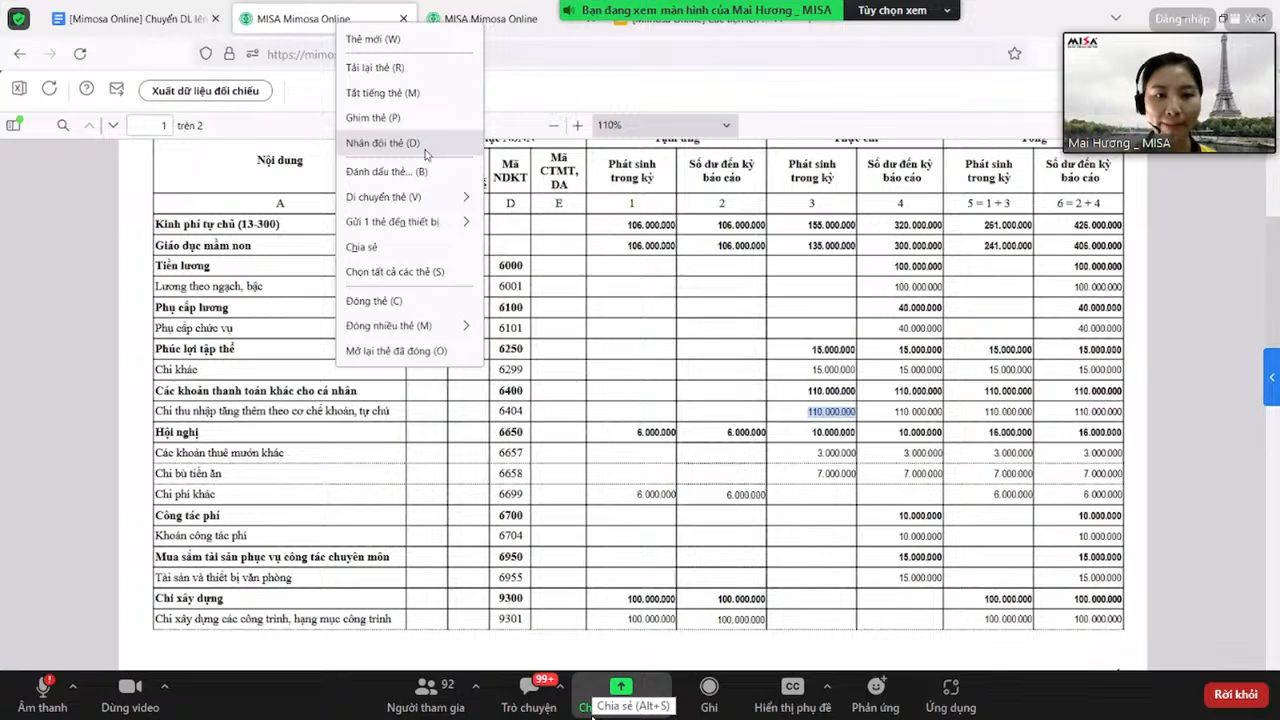 [Mimosa Online] Chuyển DL lên
MISA Mimosa Online
MISA Mimosa Online
Bạn đang xem màn hình của Mai Hương _ MISA
Tùy chọn xem
Đăng nhập
Xem
https://mimos
Xuất dữ liệu đối chiếu
1 trên 2
110%
MISA
Mai Hương _ MISA
Thẻ mới (W)
Tải lại thẻ (R)
Tắt tiếng thẻ (M)
Ghim thẻ (P)
Nhân đôi thẻ (D)
Đánh dấu thẻ... (B)
Di chuyển thẻ (V)
Gửi 1 thẻ đến thiết bị
Chia sẻ
Chọn tất cả các thẻ (S)
Đóng thẻ (C)
Đóng nhiều thẻ (M)
Mở lại thẻ đã đóng (O)
Nội dung Mã NDKT Mã CTMT, DA Phát sinh trong kỳ Số dư đến kỳ báo cáo Phát sinh trong kỳ Số dư đến kỳ báo cáo Phát sinh trong kỳ Số dư đến kỳ báo cáo
A D E 1 2 3 4 5 = 1 + 3 6 = 2 + 4
Kinh phí tự chủ (13-300) 106.000.000 106.000.000 155.000.000 320.000.000 261.000.000 426.000.000
Giáo dục mầm non 106.000.000 106.000.000 135.000.000 300.000.000 241.000.000 406.000.000
Tiền lương 6000 100.000.000 100.000.000
Lương theo ngạch, bậc 6001 100.000.000 100.000.000
Phụ cấp lương 6100 40.000.000 40.000.000
Phụ cấp chức vụ 6101 40.000.000 40.000.000
Phúc lợi tập thể 6250 15.000.000 15.000.000 15.000.000 15.000.000
Chi khác 6299 15.000.000 15.000.000 15.000.000 15.000.000
Các khoản thanh toán khác cho cá nhân 6400 110.000.000 110.000.000 110.000.000 110.000.000
Chi thu nhập tăng thêm theo cơ chế khoán, tự chủ 6404 110.000.000 110.000.000 110.000.000 110.000.000
Hội nghị 6650 6.000.000 6.000.000 10.000.000 10.000.000 16.000.000 16.000.000
Các khoản thuê mướn khác 6657 3.000.000 3.000.000 3.000.000 3.000.000
Chi bù tiền ăn 6658 7.000.000 7.000.000 7.000.000 7.000.000
Chi phí khác 6699 6.000.000 6.000.000 6.000.000 6.000.000
Công tác phí 6700 10.000.000 10.000.000
Khoán công tác phí 6704 10.000.000 10.000.000
Mua sắm tài sản phục vụ công tác chuyên môn 6950 15.000.000 15.000.000
Tài sản và thiết bị văn phòng 6955 15.000.000 15.000.000
Chi xây dựng 9300 100.000.000 100.000.000 100.000.000 100.000.000
Chi xây dựng các công trình, hạng mục công trình 9301 100.000.000 100.000.000 100.000.000 100.000.000
92
99+
Chia sẻ (Alt+S)
Âm thanh
Dừng video
Người tham gia
Trò chuyện
Ghi
Hiển thị phụ đề
Phản ứng
Ứng dụng
Rời khỏi